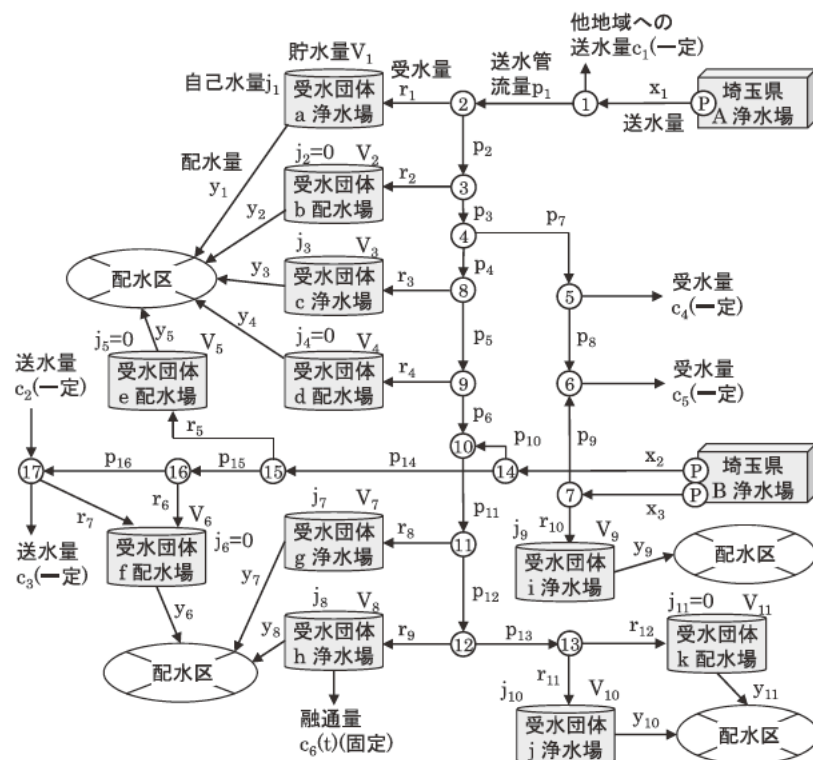 他地域への
送水量c₁(一定)
貯水量V₁
自己水量j₁
受水団体
a 浄水場
受水量
r₁
②
送水管
流量p₁
①
x₁
送水量
P
埼玉県
A 浄水場
配水量
y₁
p₂
j₂=0
V₂
受水団体
b 配水場
r₂
③
y₂
p₃
④
p₇
配水区
y₃
j₃
V₃
受水団体
c 浄水場
r₃
p₄
⑧
⑤
受水量
c₄(一定)
y₄
p₅
p₈
j₅=0
y₅
V₅
受水団体
e 配水場
j₄=0
V₄
受水団体
d 配水場
r₄
⑨
⑥
受水量
c₅(一定)
送水量
c₂(一定)
r₅
p₆
p₉
⑩
p₁₀
⑰
p₁₆
⑯
p₁₅
⑮
p₁₄
⑭
x₂
P
P
埼玉県
B 浄水場
r₇
r₆
V₆
⑦
x₃
送水量
c₃(一定)
受水団体
f 配水場
j₆=0
j₇
V₇
受水団体
g 浄水場
r₈
p₁₁
⑪
j₉
r₁₀
V₉
受水団体
i 浄水場
y₉
配水区
y₆
y₇
p₁₂
配水区
y₈
j₈
V₈
受水団体
h 浄水場
r₉
⑫
p₁₃
⑬
r₁₂
j₁₁=0
V₁₁
受水団体
k 配水場
r₁₁
y₁₁
融通量
c₆(t)(固定)
j₁₀
V₁₀
受水団体
j 浄水場
y₁₀
配水区